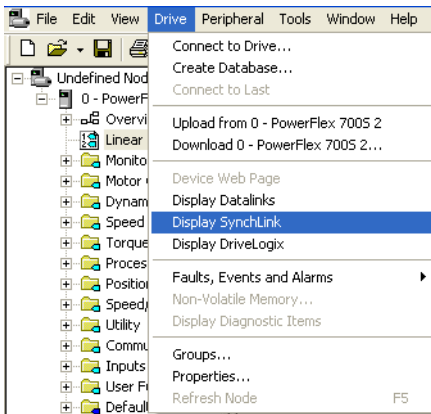 File Edit View Drive Peripheral Tools Window Help
Connect to Drive...
Create Database...
Connect to Last
Upload from 0 - PowerFlex 700S 2
Download 0 - PowerFlex 700S 2...
Device Web Page
Display Datalinks
Display SynchLink
Display DriveLogix
Faults, Events and Alarms
Non-Volatile Memory...
Display Diagnostic Items
Groups...
Properties...
Refresh Node F5
Undefined Nod
0 - PowerF
Overvi
Linear
Monito
Motor
Dynam
Speed
Torque
Proces
Position
Speed
Utility
Commu
Inputs
User F
Defaul